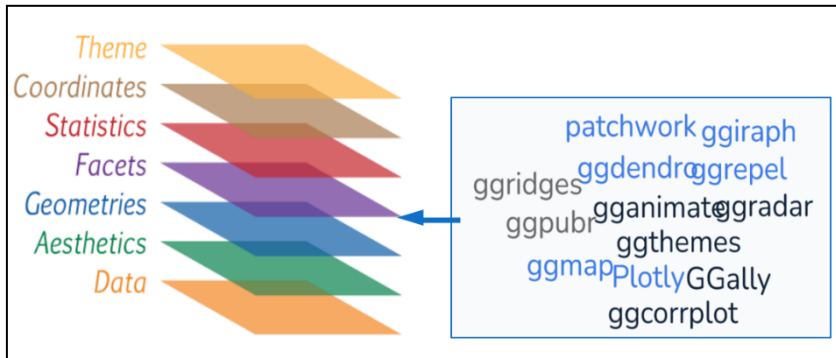 Theme
Coordinates
Statistics
Facets
Geometries
Aesthetics
Data
patchwork ggiraph
ggdendro ggrepel
ggridges
gganimate ggradar
ggpubr
ggthemes
ggmap Plotly GGally
ggcorrplot